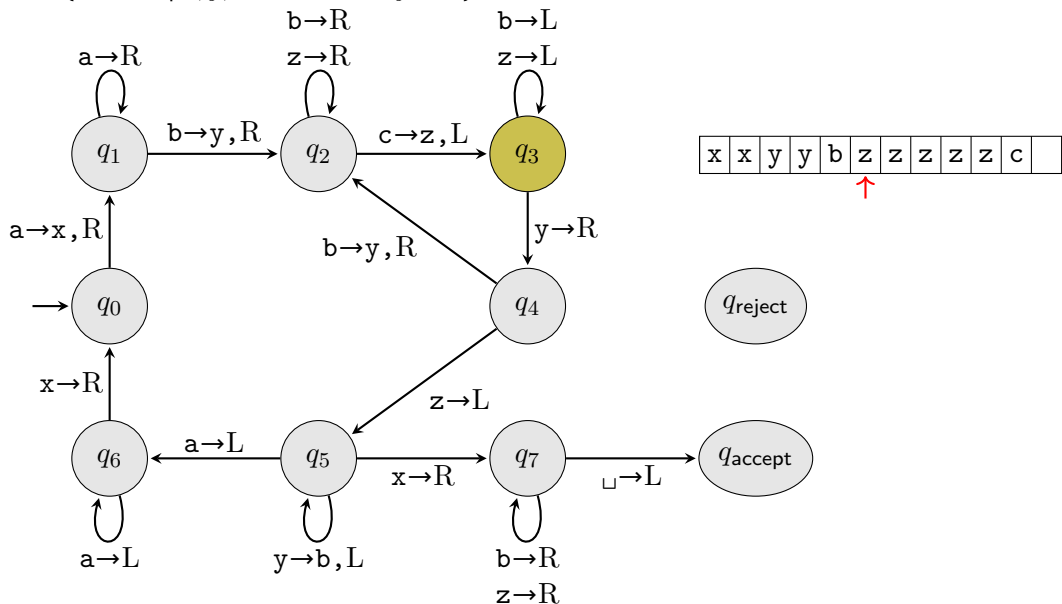 b→R
z→R
b→L
z→L
a→R
b→y,R
c→z,L
q1
q2
q3
x x y y b z z z z z c
↑
a→x,R
b→y,R
y→R
q0
q4
qreject
x→R
z→L
a→L
x→R
␣→L
q6
q5
q7
qaccept
a→L
y→b,L
b→R
z→R